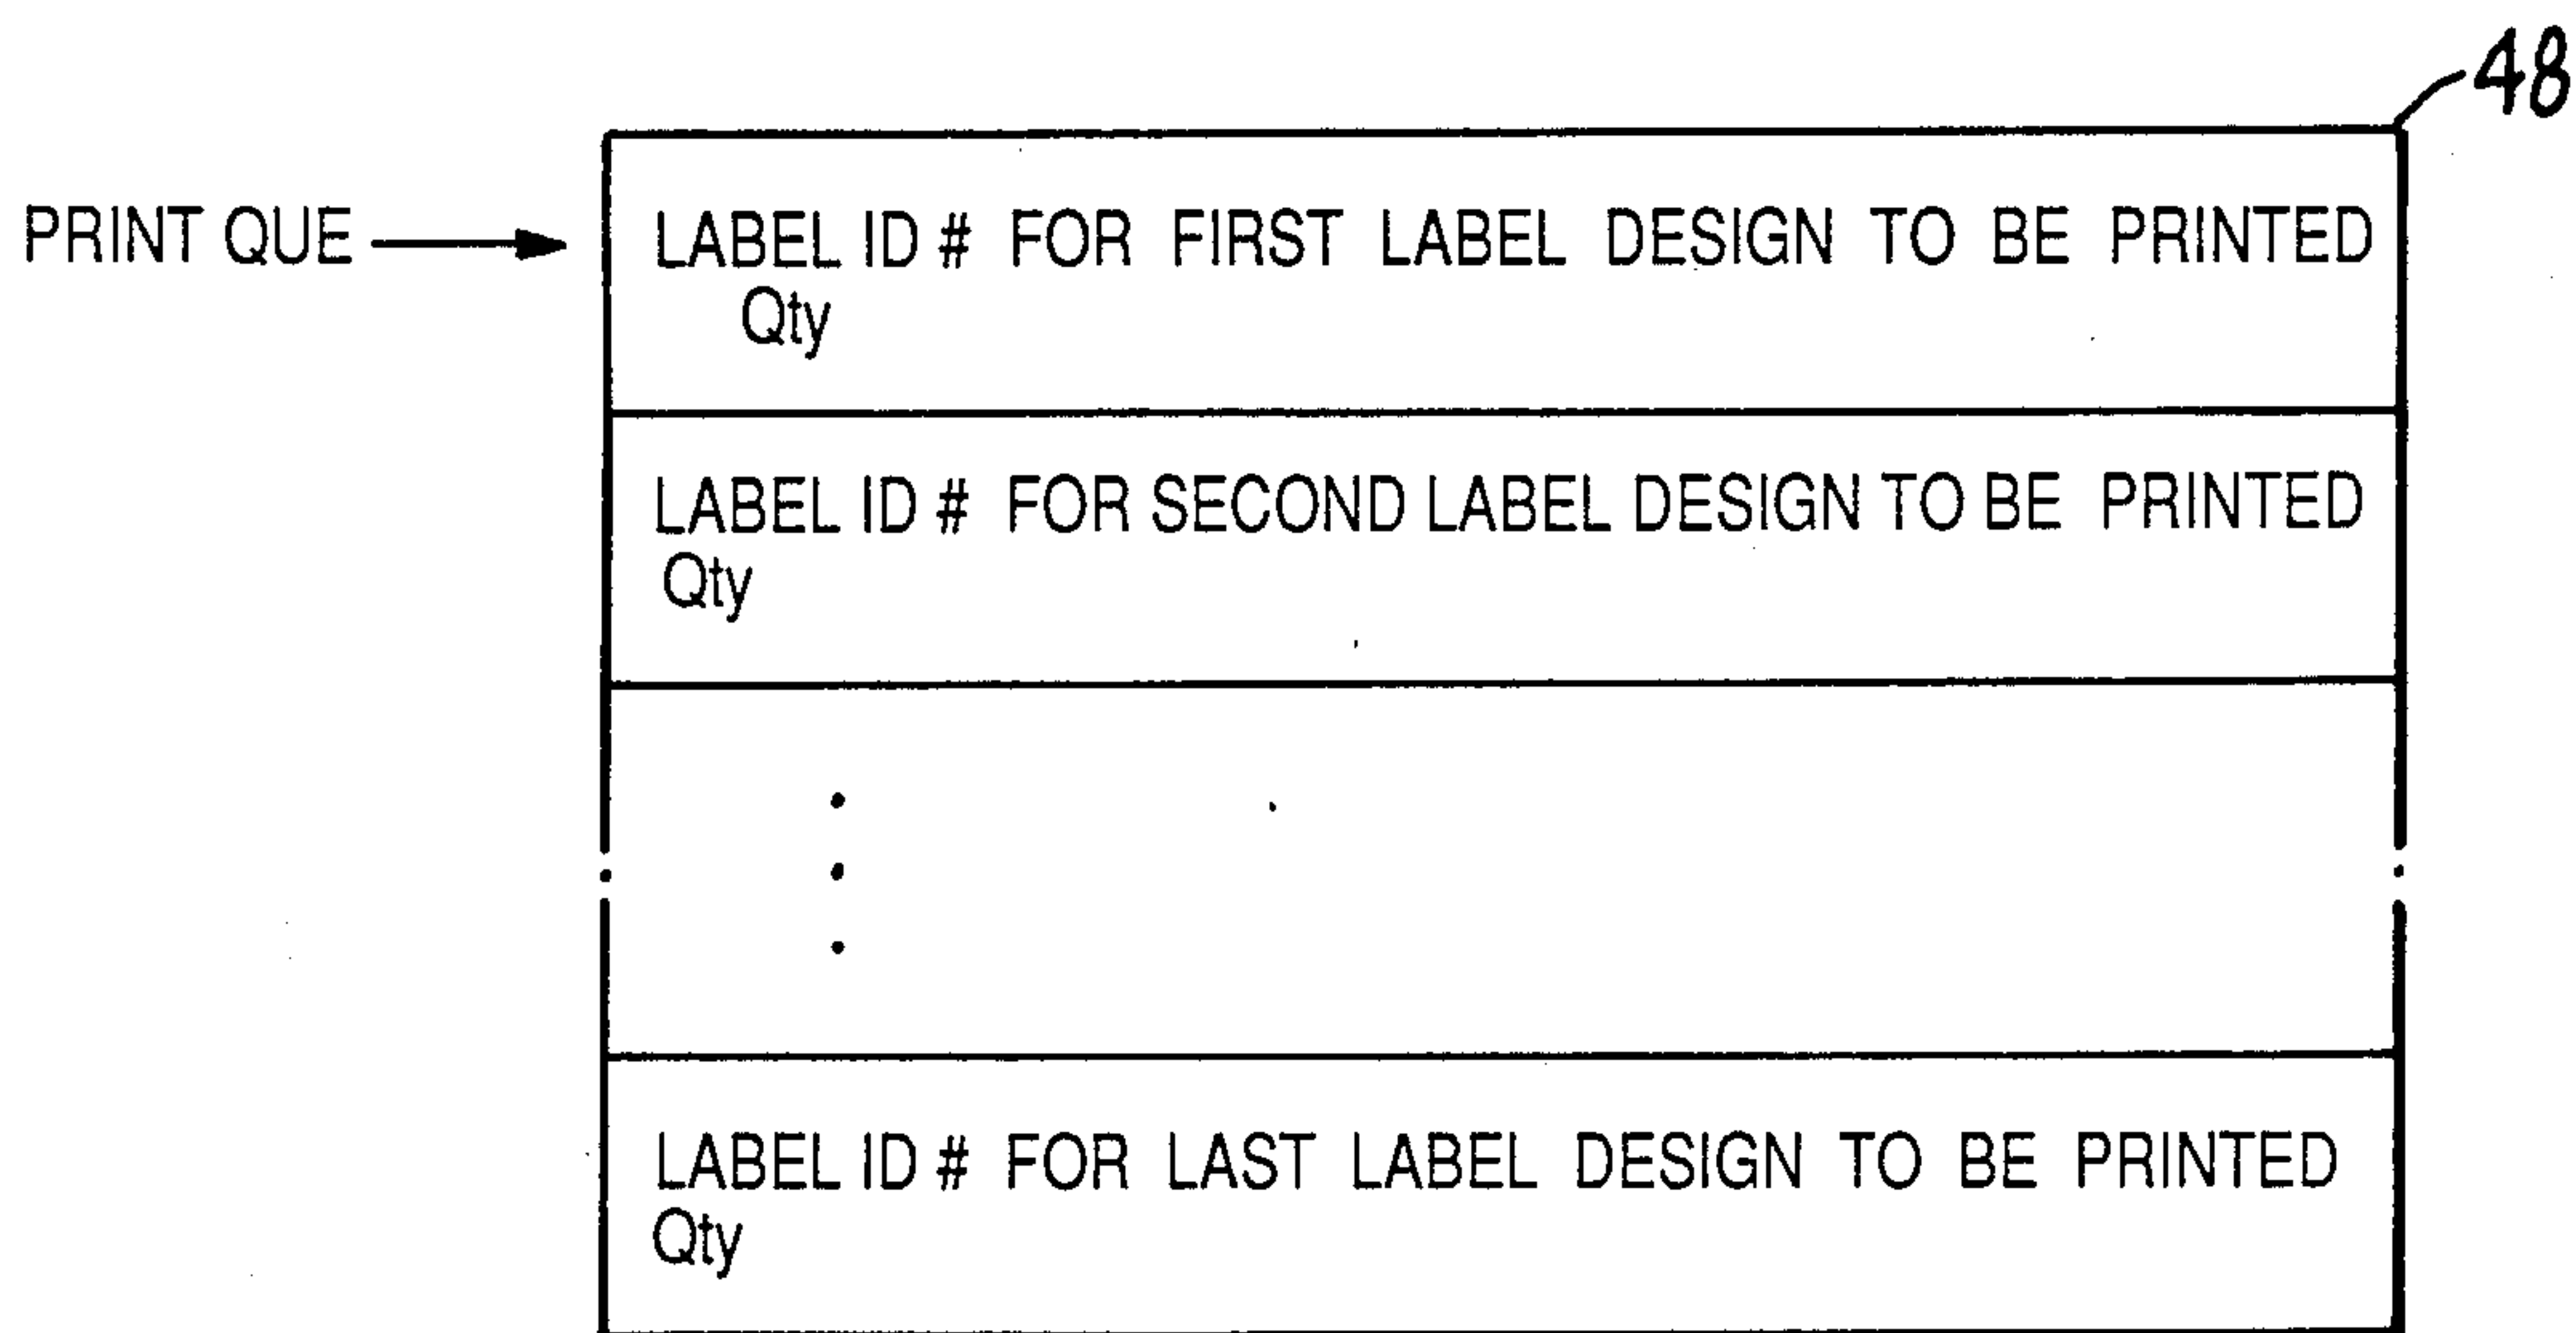 48
PRINT QUE
LABEL ID # FOR FIRST LABEL DESIGN TO BE PRINTED
Qty
LABEL ID # FOR SECOND LABEL DESIGN TO BE PRINTED
Qty
LABEL ID # FOR LAST LABEL DESIGN TO BE PRINTED
Qty